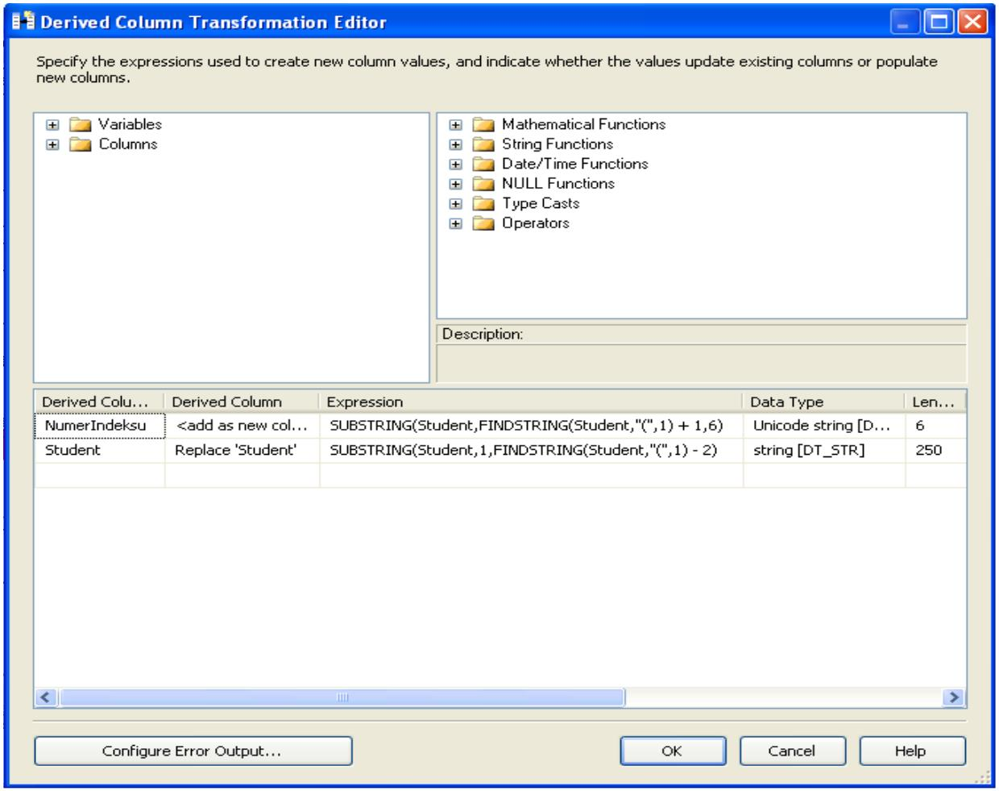 Derived Column Transformation Editor
Specify the expressions used to create new column values, and indicate whether the values update existing columns or populate
new columns.
Variables
Columns
Mathematical Functions
String Functions
Date/Time Functions
NULL Functions
Type Casts
Operators
Description:
Derived Colu... Derived Column Expression Data Type Len...
NumerIndeksu <add as new col... SUBSTRING(Student,FINDSTRING(Student,"(",1) + 1,6) Unicode string [D... 6
Student Replace 'Student' SUBSTRING(Student,1,FINDSTRING(Student,"(",1) - 2) string [DT_STR] 250
Configure Error Output... OK Cancel Help